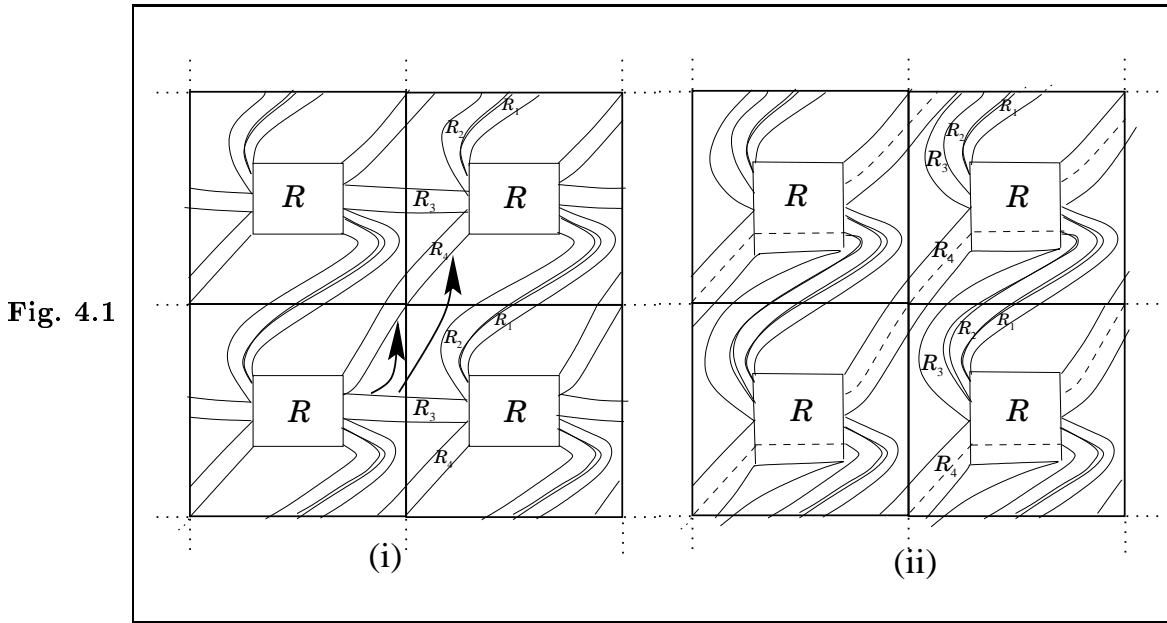 Fig. 4.1
R₁
R₂
R
R
R₃
R₄
R₁
R₂
R
R
R₃
R₄
(i)
R₁
R₂
R₃
R
R
R₄
R₁
R₂
R₃
R
R
R₄
(ii)